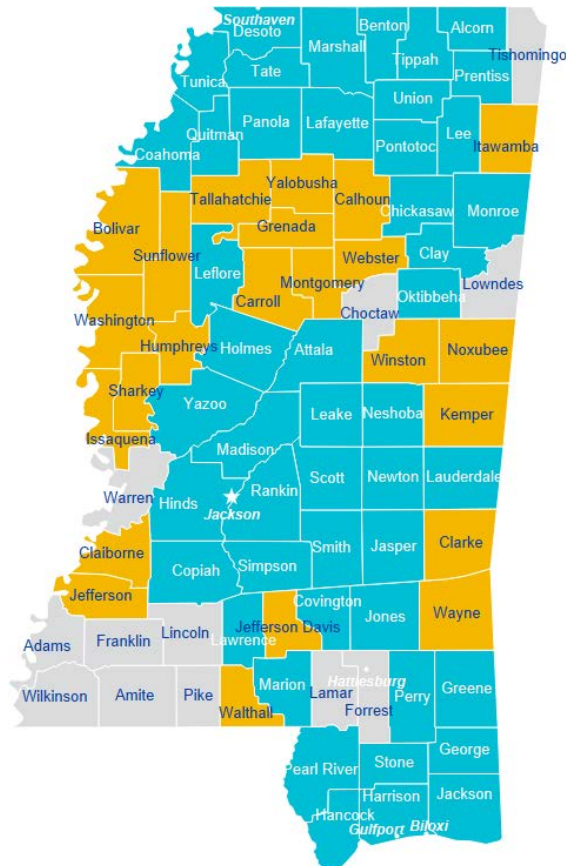 Southaven
Desoto
Benton
Alcorn
Marshall
Tippah
Tishomingo
Tunica
Tate
Prentiss
Union
Quitman
Panola
Lafayette
Lee
Coahoma
Pontotoc
Itawamba
Yalobusha
Tallahatchie
Calhoun
Chickasaw
Monroe
Bolivar
Grenada
Sunflower
Webster
Clay
Leflore
Montgomery
Lowndes
Carroll
Oktibbeha
Choctaw
Washington
Humphreys
Holmes
Attala
Winston
Noxubee
Sharkey
Yazoo
Leake
Neshoba
Kemper
Issaquena
Madison
Warren
Rankin
Scott
Newton
Lauderdale
Hinds
Jackson
Claiborne
Smith
Jasper
Clarke
Copiah
Simpson
Jefferson
Covington
Jones
Wayne
Jefferson Davis
Lincoln
Lawrence
Adams
Franklin
Hattiesburg
Marion
Greene
Wilkinson
Amite
Pike
Lamar
Perry
Forrest
Walthall
George
Pearl River
Stone
Harrison
Jackson
Hancock
Gulfport
Biloxi